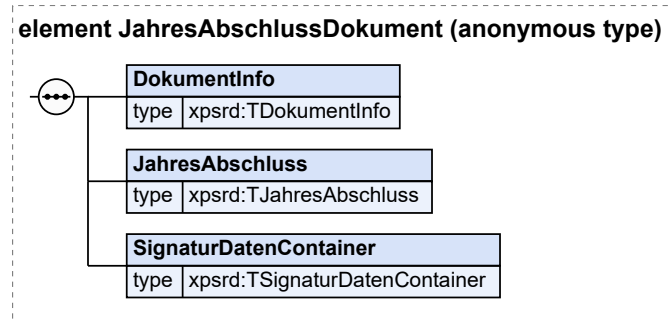 element JahresAbschlussDokument (anonymous type)
DokumentInfo
type xpsrd:TDokumentInfo
JahresAbschluss
type xpsrd:TJahresAbschluss
SignaturDatenContainer
type xpsrd:TSignaturDatenContainer